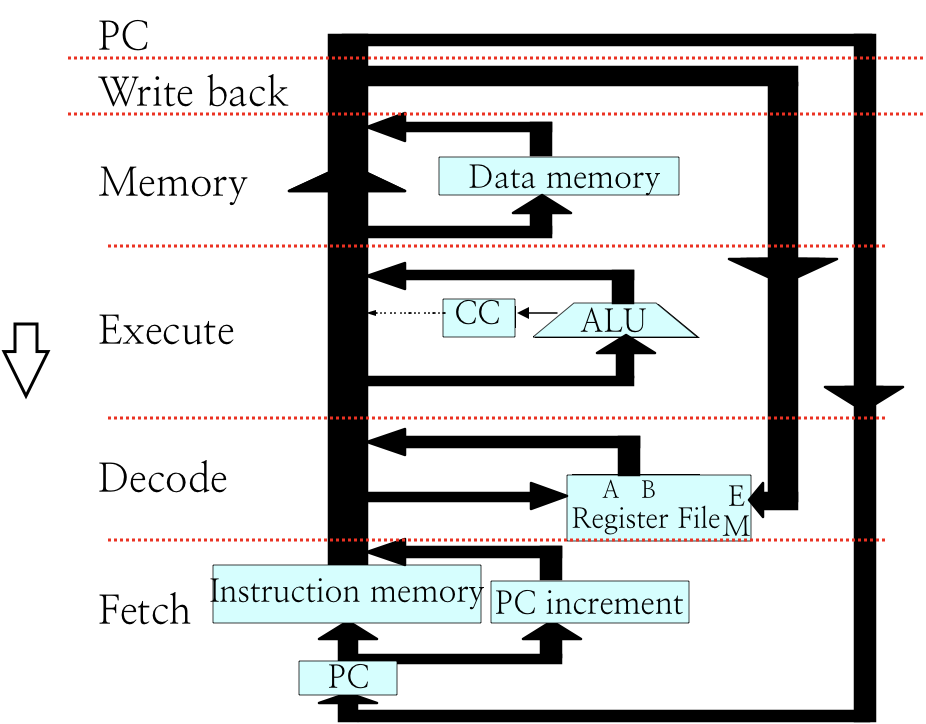 PC
Write back
Memory
Data memory
Execute
CC
ALU
Decode
A B
E
Register File
M
Fetch
Instruction memory
PC increment
PC